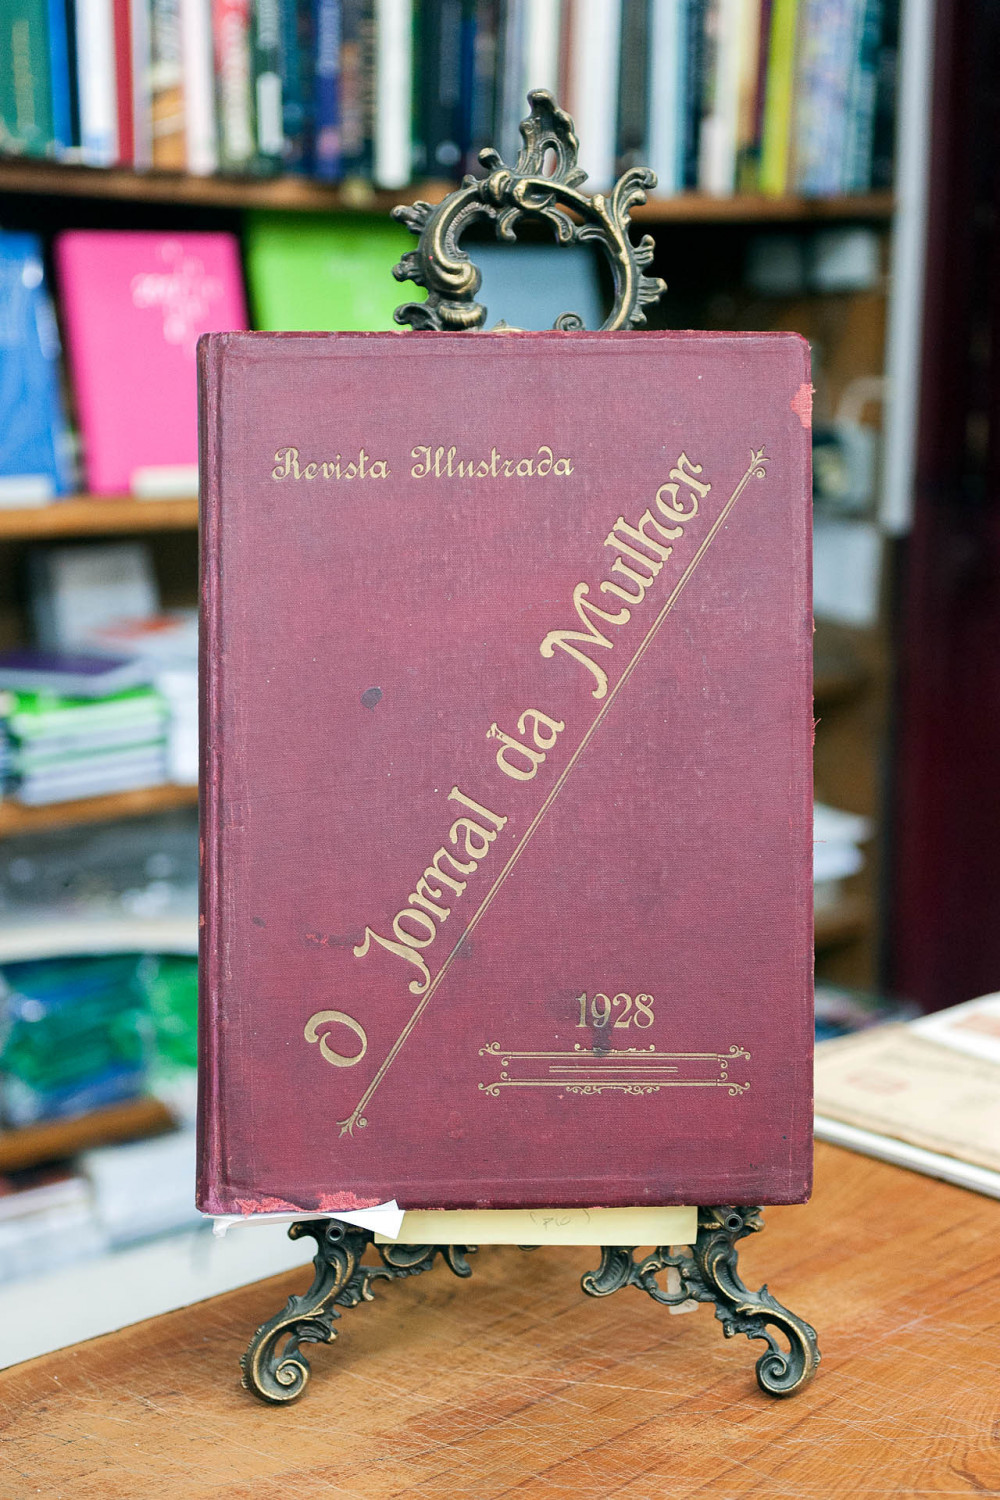 Revista Illustrada
O Jornal da Mulher
1928